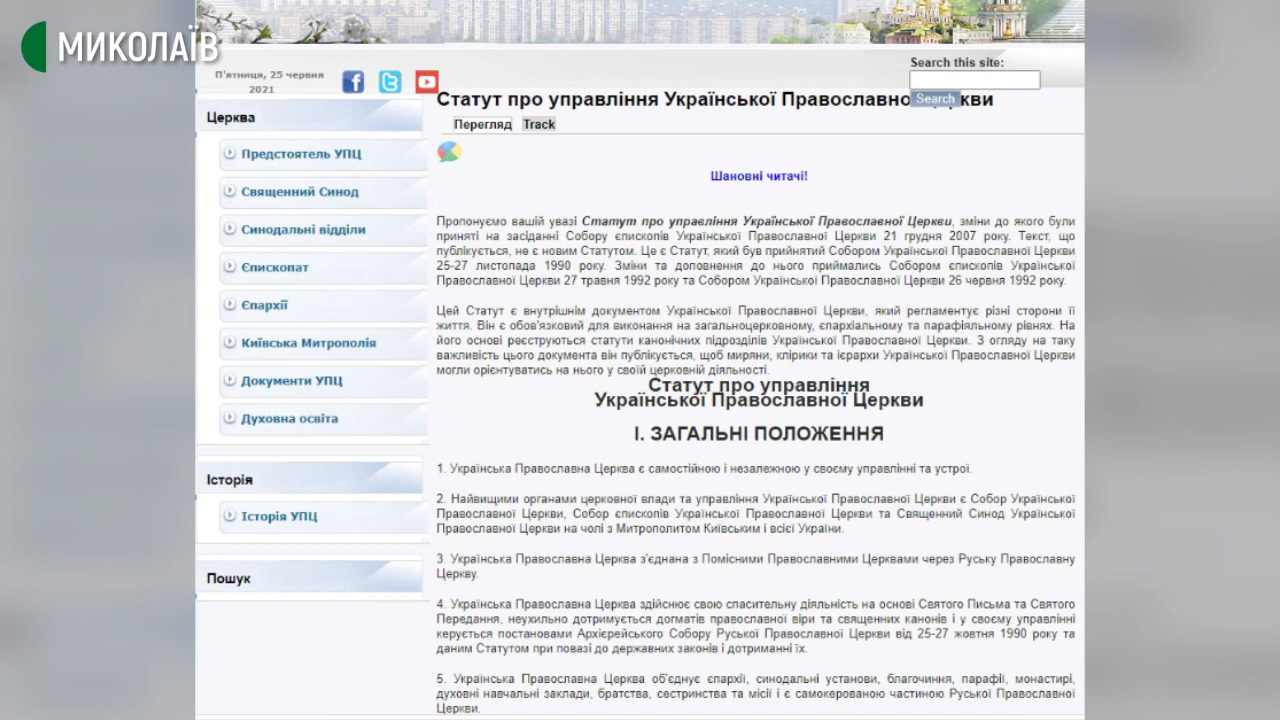 МИКОЛАЇВ
П'ятниця, 25 червня
2021
Search this site:
Search
Церква
Предстоятель УПЦ
Священний Синод
Синодальні відділи
Єпископат
Єпархії
Київська Митрополія
Документи УПЦ
Духовна освіта
Історія
Історія УПЦ
Пошук
Статут про управління Української Православно кви
Перегляд Track
Шановні читачі!
Пропонуємо вашій увазі Статут про управління Української Православної Церкви, зміни до якого були
приняті на засіданні Собору єпископів Української Православної Церкви 21 грудня 2007 року. Текст, що
публікується, не є новим Статутом. Це є Статут, який був прийнятий Собором Української Православної Церкви
25-27 листопада 1990 року. Зміни та доповнення до нього приймались Собором єпископів Української
Православної Церкви 27 травня 1992 року та Собором Української Православної Церкви 26 червня 1992 року.
Цей Статут є внутрішнім документом Української Православної Церкви, який регламентує різні сторони її
життя. Він є обов'язковий для виконання на загальноцерковному, єпархіальному та парафіяльному рівнях. На
його основі реєструються статути канонічних підрозділів Української Православної Церкви. З огляду на таку
важливість цього документа він публікується, щоб миряни, клірики та ієрархи Української Православної Церкви
могли орієнтуватись на нього у своїй церковній діяльності.
Статут про управління
Української Православної Церкви
І. ЗАГАЛЬНІ ПОЛОЖЕННЯ
1. Українська Православна Церква є самостійною і незалежною у своєму управлінні та устрої.
2. Найвищими органами церковної влади та управління Української Православної Церкви є Собор Української
Православної Церкви, Собор єпископів Української Православної Церкви та Священний Синод Української
Православної Церкви на чолі з Митрополитом Київським і всієї України.
3. Українська Православна Церква з'єднана з Помісними Православними Церквами через Руську Православну
Церкву.
4. Українська Православна Церква здійснює свою спасительну діяльність на основі Святого Письма та Святого
Передання, неухильно дотримується догматів православної віри та священних канонів і у своєму управлінні
керується постановами Архієрейського Собору Руської Православної Церкви від 25-27 жовтня 1990 року та
даним Статутом при повазі до державних законів і дотриманні їх.
5. Українська Православна Церква об'єднує єпархії, синодальні установи, благочиння, парафії, монастирі,
духовні навчальні заклади, братства, сестринства та місії і є самокерованою частиною Руської Православної
Церкви.